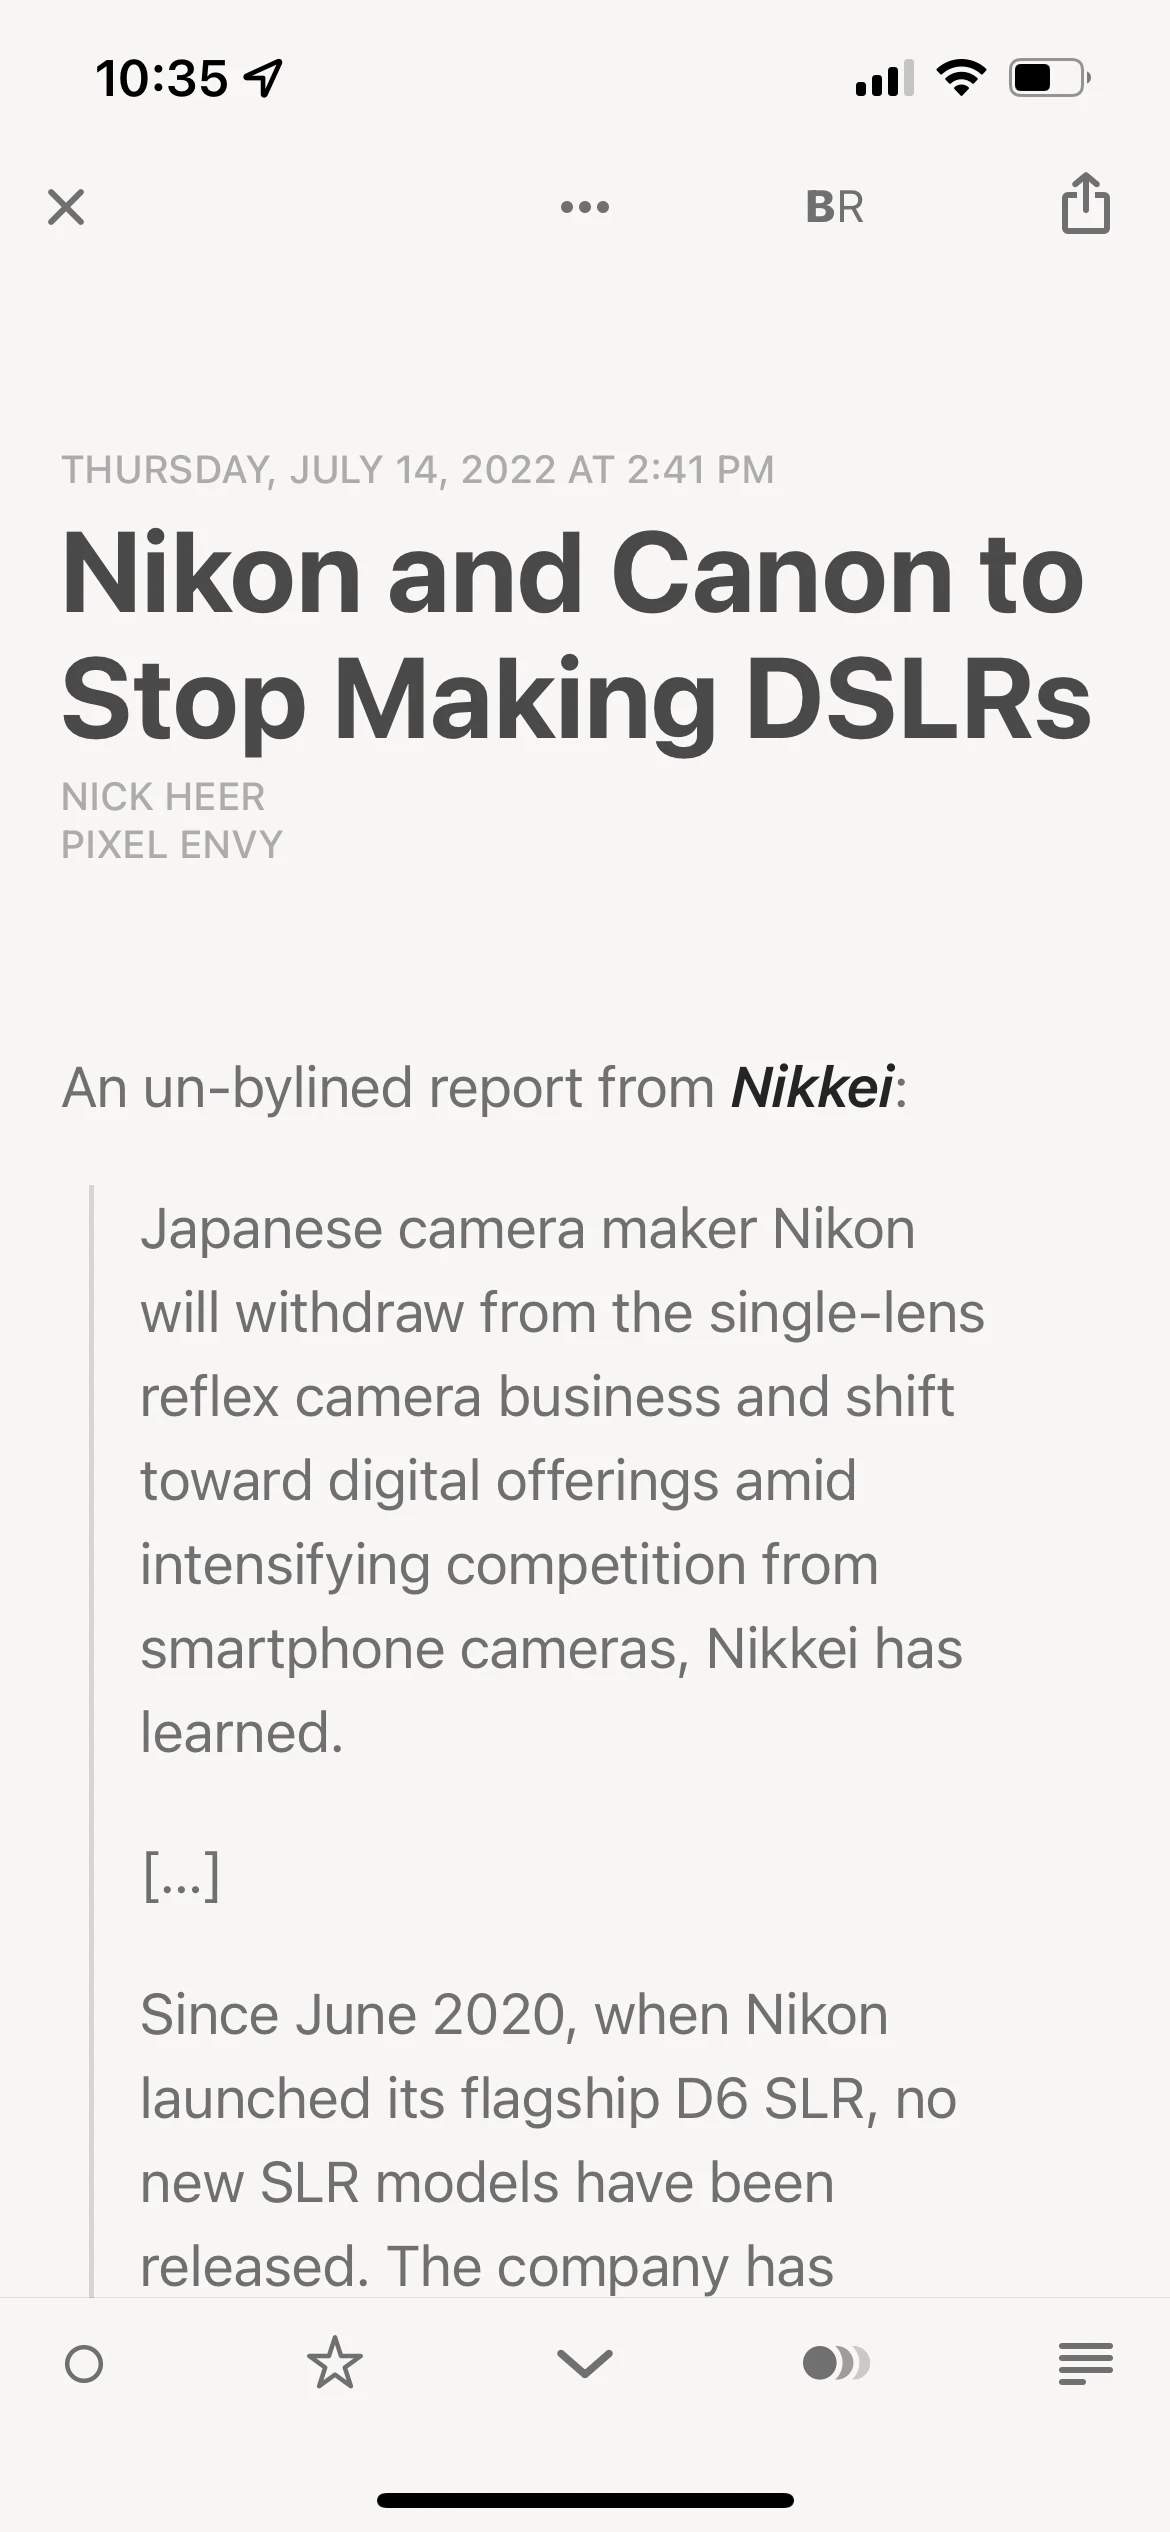 10:35
BR
THURSDAY, JULY 14, 2022 AT 2:41 PM
Nikon and Canon to
Stop Making DSLRs
NICK HEER
PIXEL ENVY
An un-bylined report from Nikkei:
Japanese camera maker Nikon
will withdraw from the single-lens
reflex camera business and shift
toward digital offerings amid
intensifying competition from
smartphone cameras, Nikkei has
learned.
[…]
Since June 2020, when Nikon
launched its flagship D6 SLR, no
new SLR models have been
released. The company has